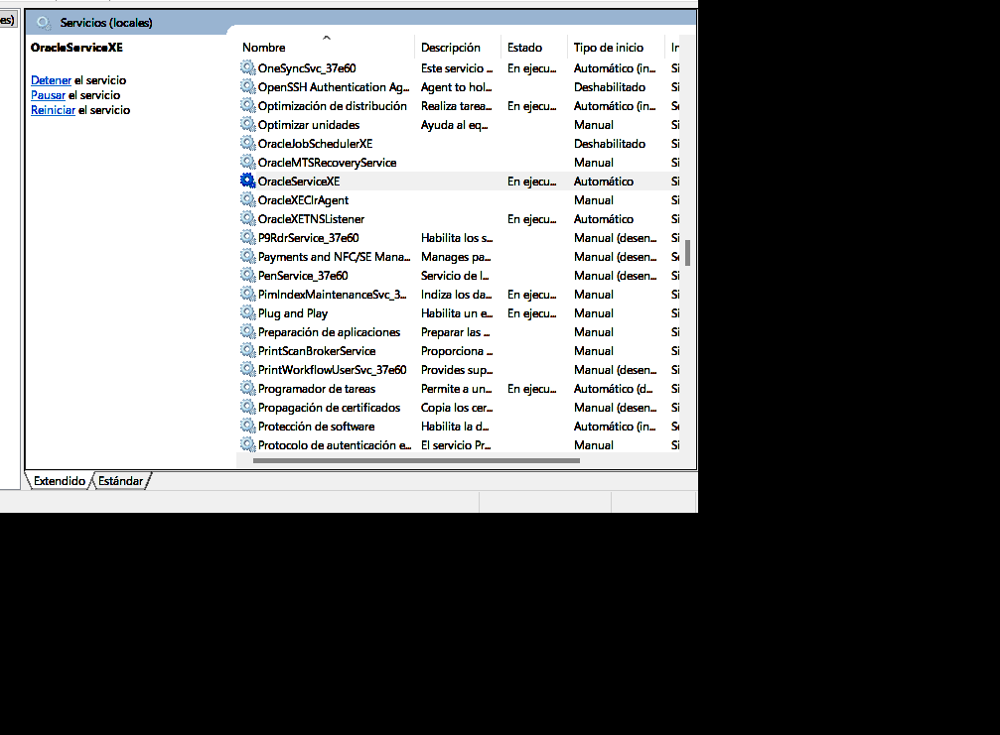 es)
Servicios (locales)
OracleServiceXE
Detener el servicio
Pausar el servicio
Reiniciar el servicio
Nombre Descripción Estado Tipo de inicio In
OneSyncSvc_37e60 Este servicio ... En ejecu... Automático (in... Si
OpenSSH Authentication Ag... Agent to hol... Deshabilitado Si
Optimización de distribución Realiza tarea... En ejecu... Automático (in... Se
Optimizar unidades Ayuda al eq... Manual Si
OracleJobSchedulerXE Deshabilitado Si
OracleMTSRecoveryService Manual Si
OracleServiceXE En ejecu... Automático Si
OracleXEClrAgent Manual Si
OracleXETNSListener En ejecu... Automático Si
P9RdrService_37e60 Habilita los s... Manual (desen... Si
Payments and NFC/SE Mana... Manages pa... Manual (desen... Se
PenService_37e60 Servicio de l... Manual (desen... Si
PimIndexMaintenanceSvc_3... Indiza los da... En ejecu... Manual Si
Plug and Play Habilita un e... En ejecu... Manual Si
Preparación de aplicaciones Preparar las ... Manual Si
PrintScanBrokerService Proporciona ... Manual Si
PrintWorkflowUserSvc_37e60 Provides sup... Manual (desen... Si
Programador de tareas Permite a un... En ejecu... Automático (d... Si
Propagación de certificados Copia los cer... Manual (desen... Si
Protección de software Habilita la d... Automático (in... Se
Protocolo de autenticación e... El servicio Pr... Manual Si
Extendido Estándar